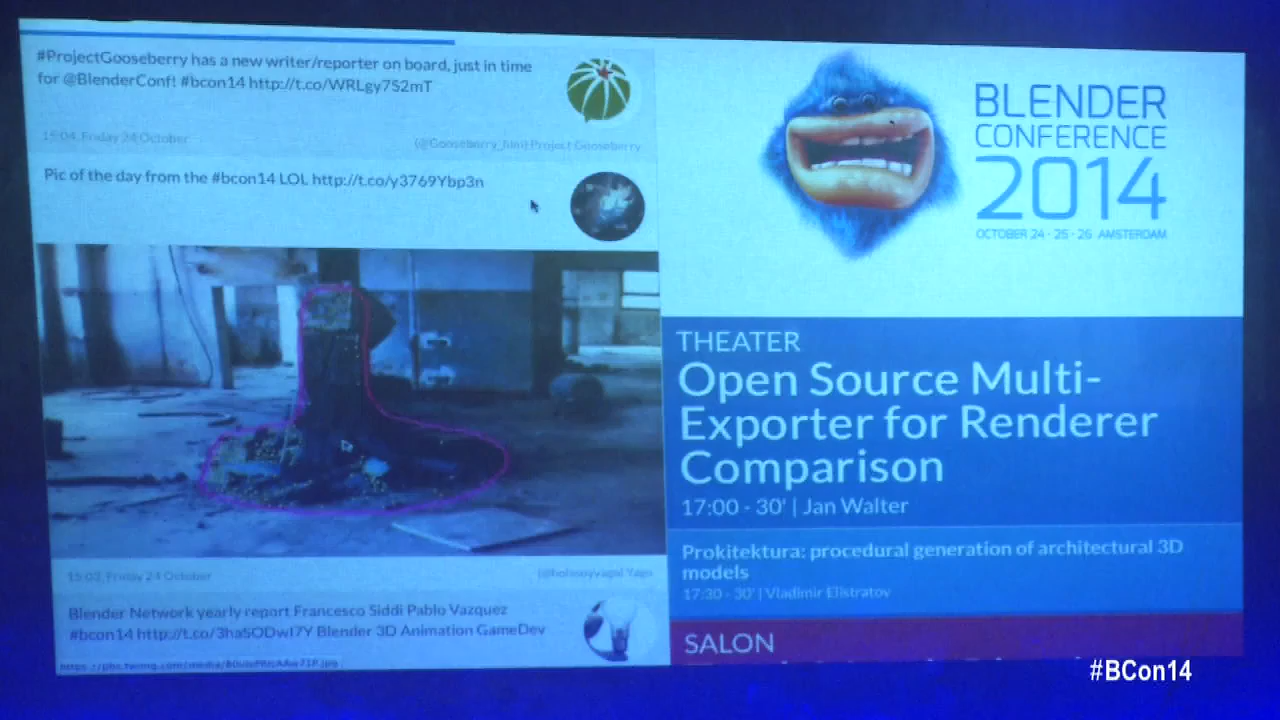 #ProjectGooseberry has a new writer/reporter on board, just in time
for @BlenderConf! #bcon14 http://t.co/WRLgy7S2mT
15:04, Friday 24 October
(@Gooseberry_film) Project Gooseberry
Pic of the day from the #bcon14 LOL http://t.co/y3769Ybp3n
15:03, Friday 24 October
Blender Network yearly report Francesco Siddi Pablo Vazquez
#bcon14 http://t.co/3haSODwI7Y Blender 3D Animation GameDev
BLENDER
CONFERENCE
2014
OCTOBER 24 · 25 · 26 AMSTERDAM
THEATER
Open Source Multi-
Exporter for Renderer
Comparison
17:00 - 30' | Jan Walter
Prokitektura: procedural generation of architectural 3D
models
17:30 - 30' | Vladimir Elistratov
SALON
#BCon14